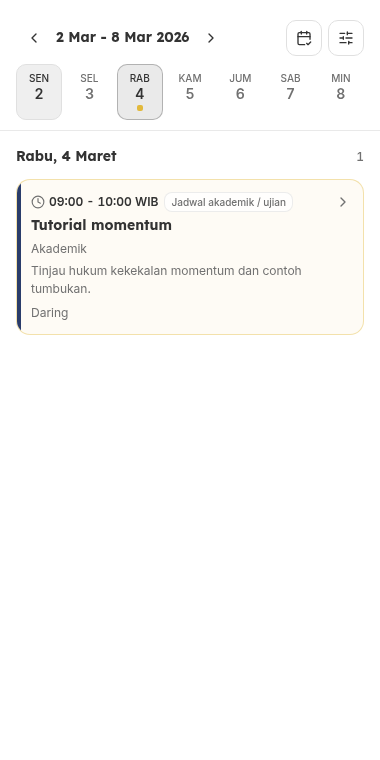 2 Mar - 8 Mar 2026
SEN SEL RAB KAM JUM SAB MIN
2 3 4 5 6 7 8
Rabu, 4 Maret 1
09:00 - 10:00 WIB Jadwal akademik / ujian
Tutorial momentum
Akademik
Tinjau hukum kekekalan momentum dan contoh
tumbukan.
Daring